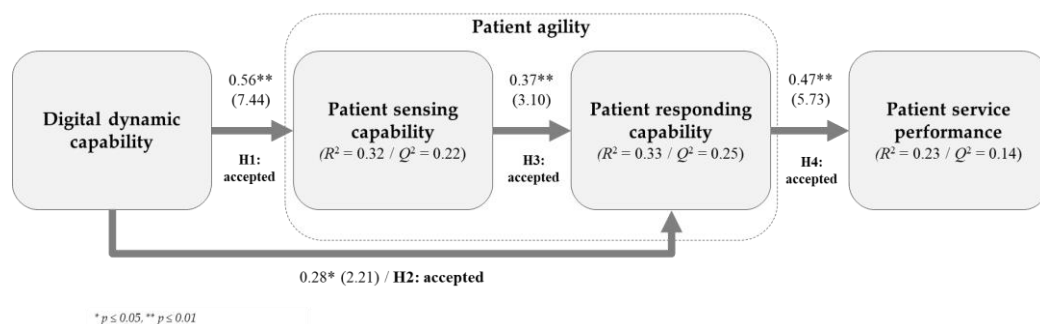 Patient agility
0.56**
(7.44)
0.37**
(3.10)
0.47**
(5.73)
Digital dynamic
capability
Patient sensing
capability
(R² = 0.32 / Q² = 0.22)
Patient responding
capability
(R² = 0.33 / Q² = 0.25)
Patient service
performance
(R² = 0.23 / Q² = 0.14)
H1:
accepted
H3:
accepted
H4:
accepted
0.28* (2.21) / H2: accepted
* p ≤ 0.05, ** p ≤ 0.01